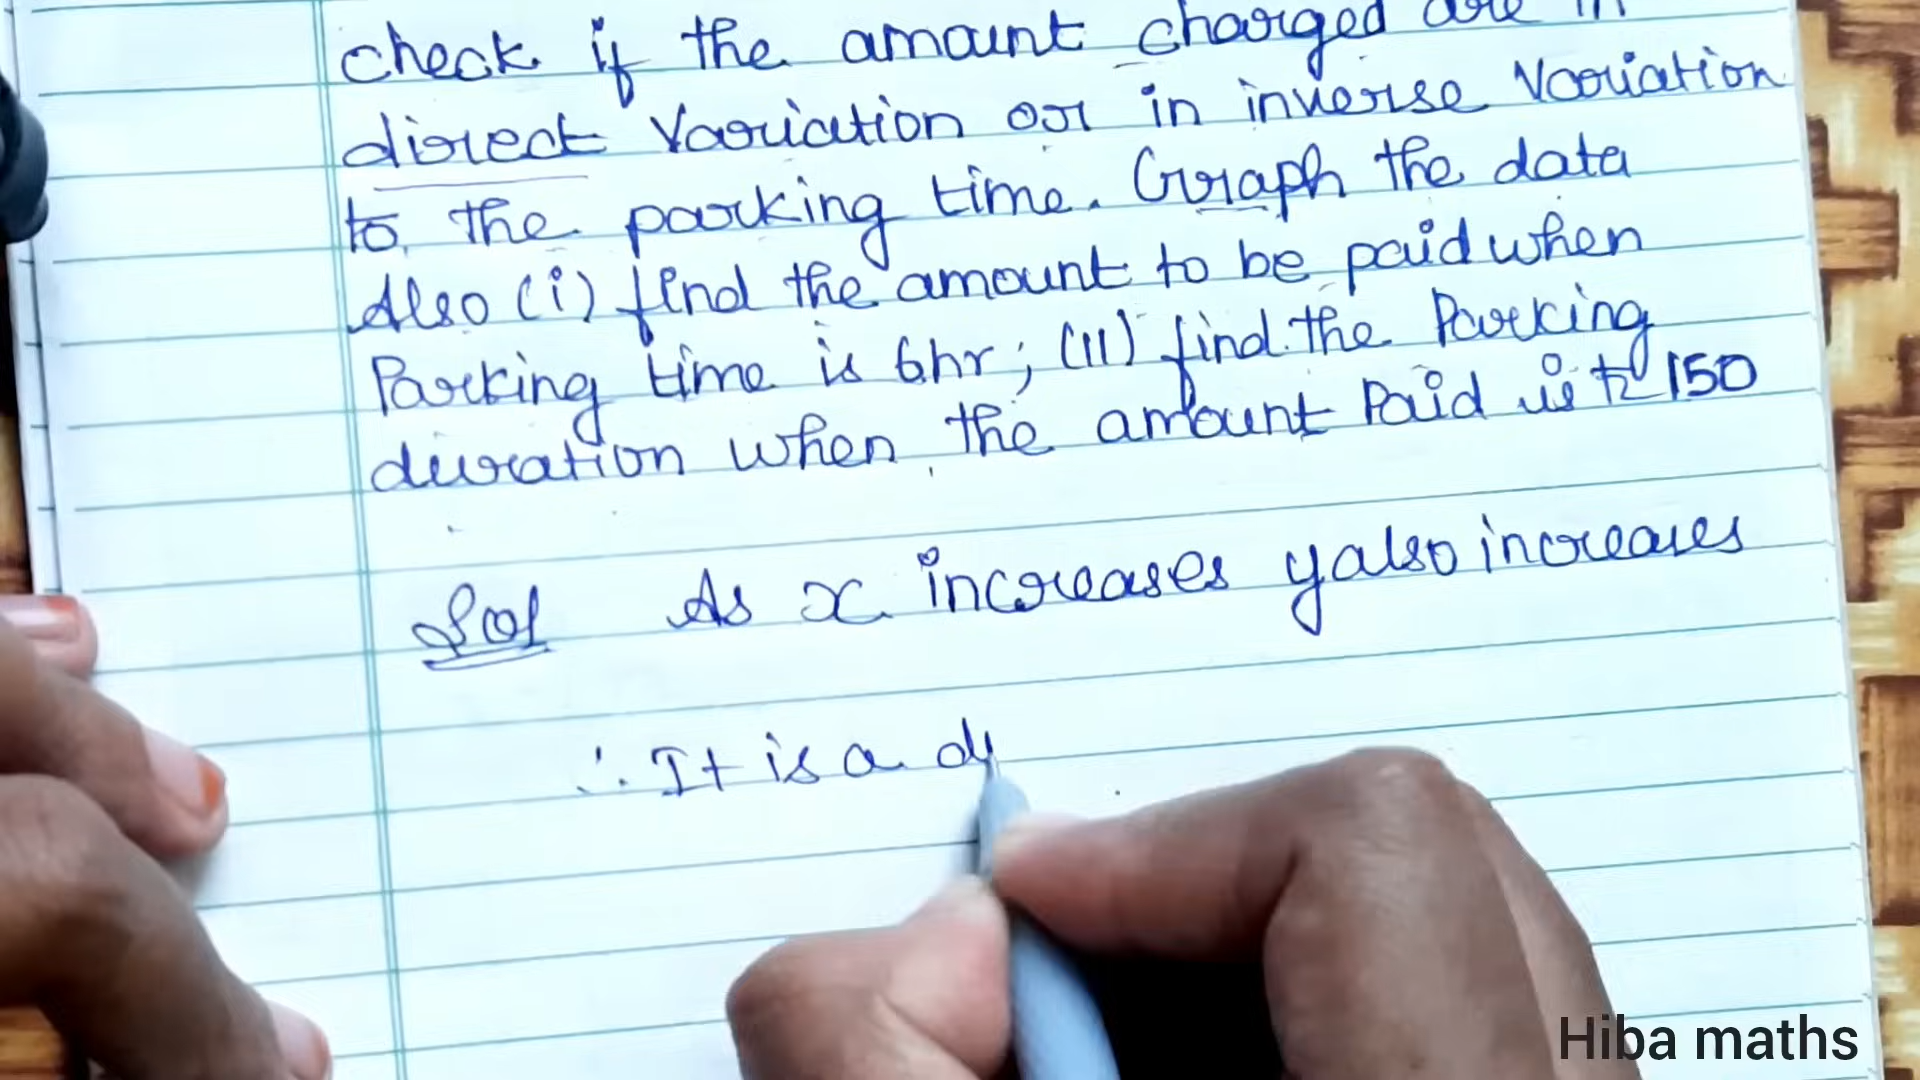 check if the amount charged are in
direct variation or in inverse variation
to the parking time. Graph the data
Also (i) find the amount to be paid when
Parking time is 6hr; (II) find the Parking
duration when the amount Paid is ₹ 150
Sol As x increases y also increases
∴ It is a di
Hiba maths